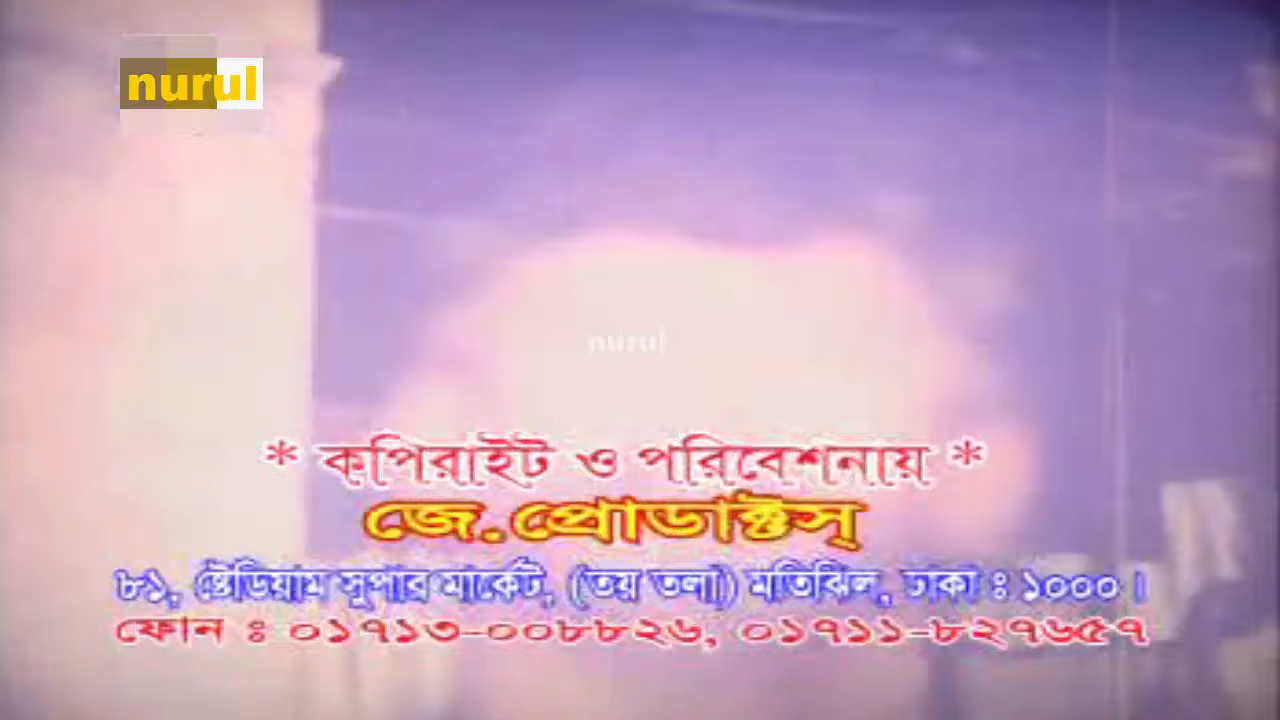 nurul
nurul
* কপিরাইট ও পরিবেশনায় *
জে.প্রোডাক্টস্
৮১, ষ্টেডিয়াম সুপার মার্কেট, (৩য় তলা) মতিঝিল, ঢাকা ঃ ১০০০।
ফোন ঃ ০১৭১৩-০০৮৮২৬, ০১৭১১-৮২৭৬৫৭